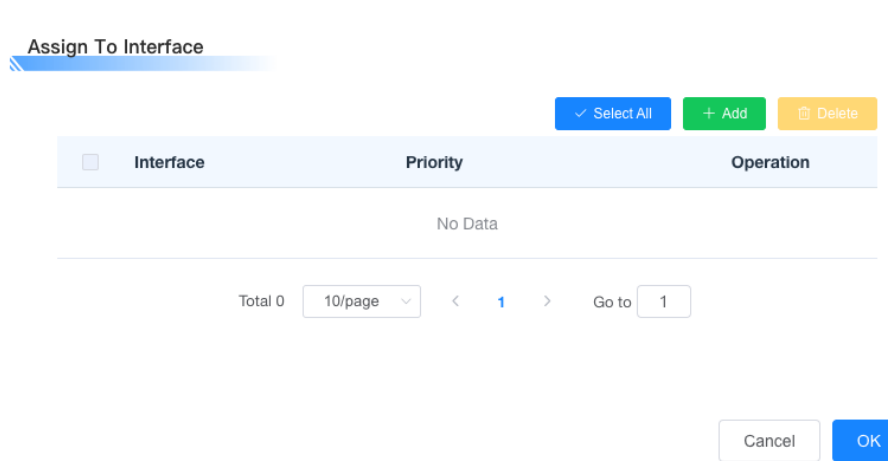 Assign To Interface
Select All + Add Delete
Interface Priority Operation
No Data
Total 0 10/page < 1 > Go to 1
Cancel OK